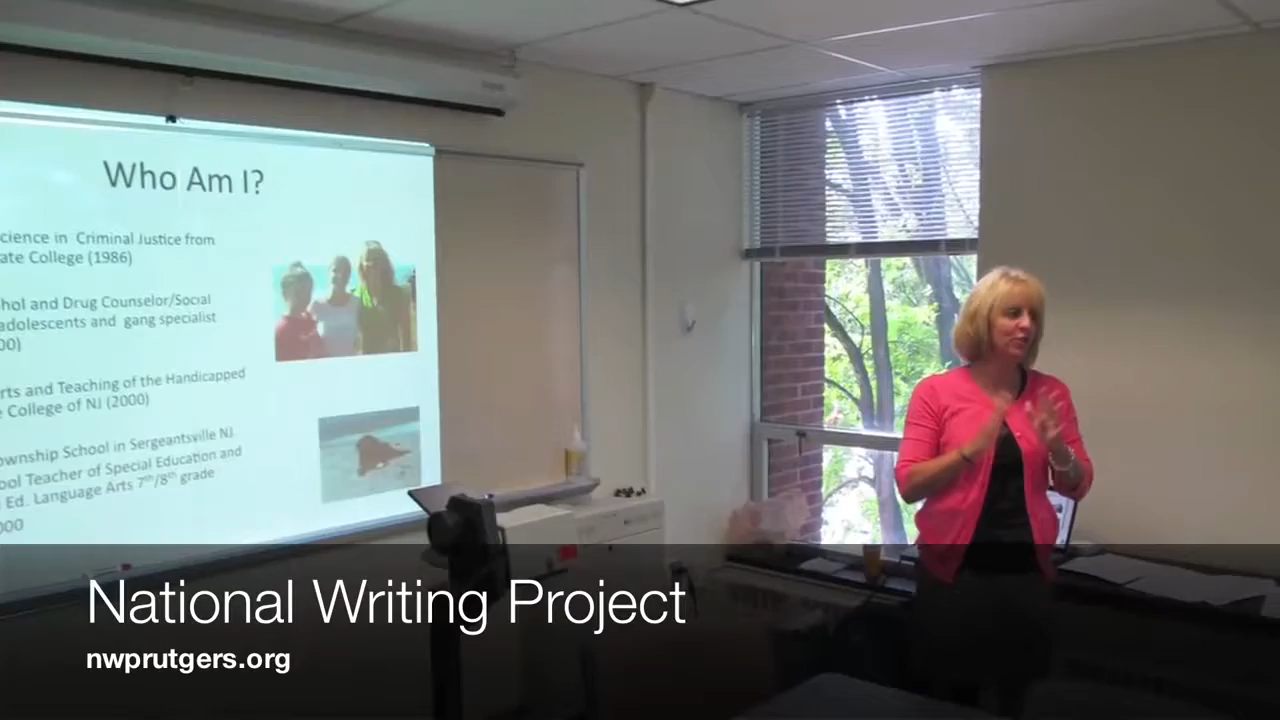 Who Am I?
cience in Criminal Justice from
ate College (1986)
hol and Drug Counselor/Social
adolescents and gang specialist
00)
rts and Teaching of the Handicapped
e College of NJ (2000)
ownship School in Sergeantsville NJ
ool Teacher of Special Education and
Ed. Language Arts 7th/8th grade
000
National Writing Project
nwprutgers.org